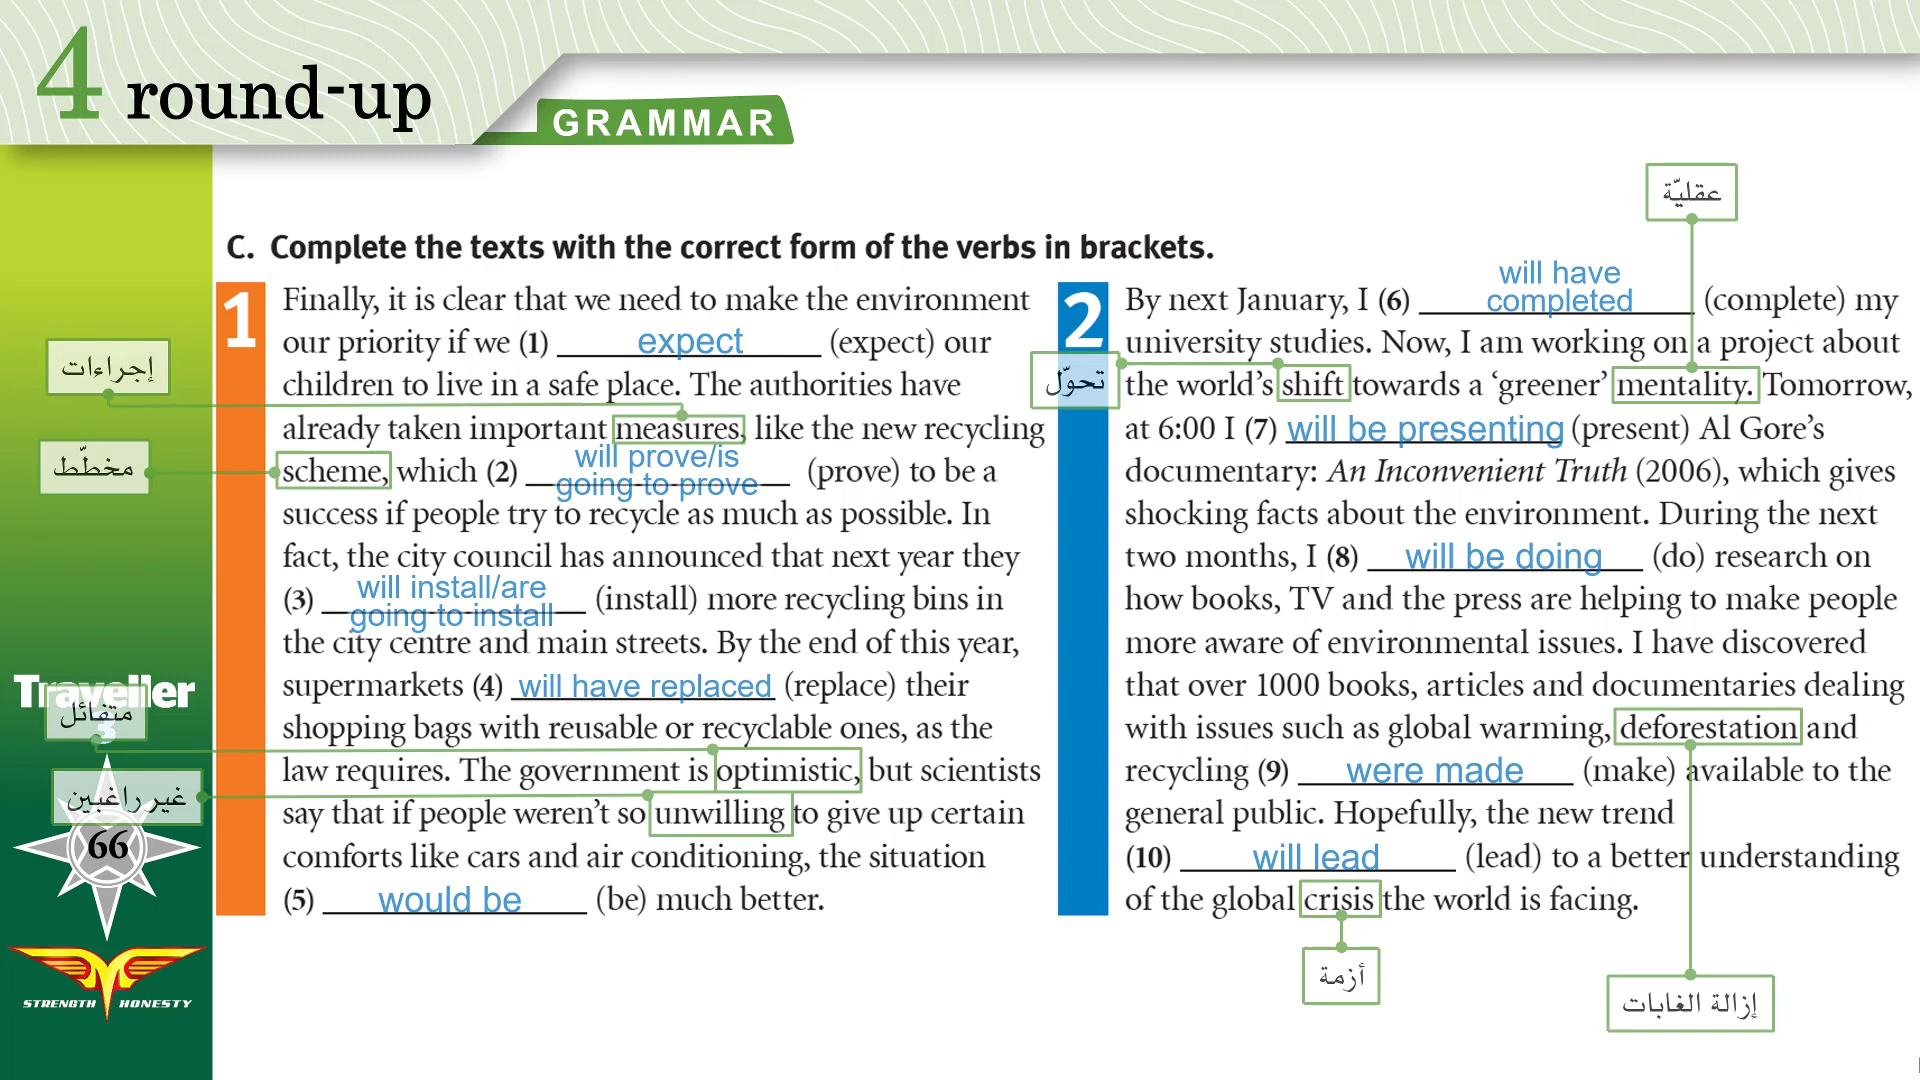 4 round-up
GRAMMAR
عقليّة
C. Complete the texts with the correct form of the verbs in brackets.
1
Finally, it is clear that we need to make the environment
our priority if we (1) expect (expect) our
children to live in a safe place. The authorities have
already taken important measures, like the new recycling
scheme, which (2) will prove/is going to prove (prove) to be a
success if people try to recycle as much as possible. In
fact, the city council has announced that next year they
(3) will install/are going to install (install) more recycling bins in
the city centre and main streets. By the end of this year,
supermarkets (4) will have replaced (replace) their
shopping bags with reusable or recyclable ones, as the
law requires. The government is optimistic, but scientists
say that if people weren't so unwilling to give up certain
comforts like cars and air conditioning, the situation
(5) would be (be) much better.
إجراءات
مخطّط
متفائل
غير راغبين
2
By next January, I (6) will have completed (complete) my
university studies. Now, I am working on a project about
the world's shift towards a 'greener' mentality. Tomorrow,
at 6:00 I (7) will be presenting (present) Al Gore's
documentary: An Inconvenient Truth (2006), which gives
shocking facts about the environment. During the next
two months, I (8) will be doing (do) research on
how books, TV and the press are helping to make people
more aware of environmental issues. I have discovered
that over 1000 books, articles and documentaries dealing
with issues such as global warming, deforestation and
recycling (9) were made (make) available to the
general public. Hopefully, the new trend
(10) will lead (lead) to a better understanding
of the global crisis the world is facing.
تحوّل
أزمة
إزالة الغابات
Traveller
3
66
STRENGTH HONESTY